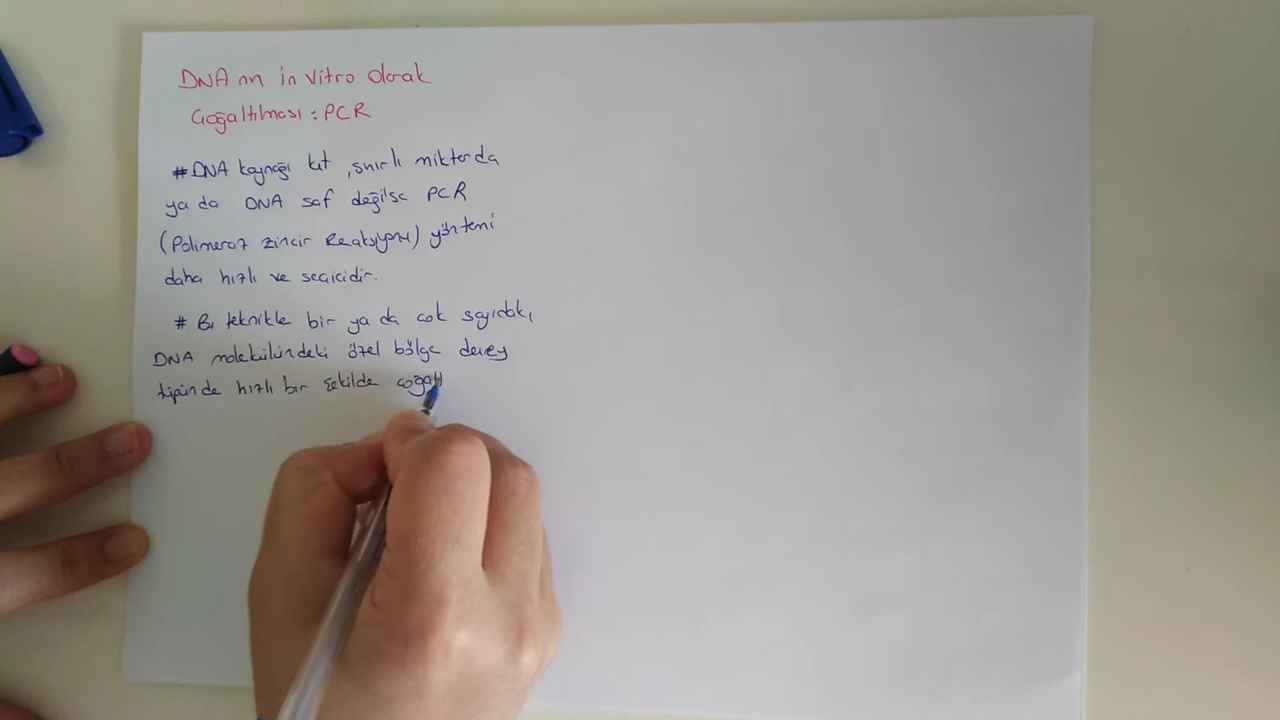 DNA nın in vitro olarak
Çoğaltılması : PCR
# DNA kaynağı kıt , sınırlı miktarda
ya da DNA saf değilse PCR
(Polimeraz zincir Reaksiyonu) yöntemi
daha hızlı ve seçicidir.
# Bı teknikle bir ya da çok sayıdakı
DNA molekülündeki özel bölge deney
tüpünde hızlı bir şekilde çoğalt